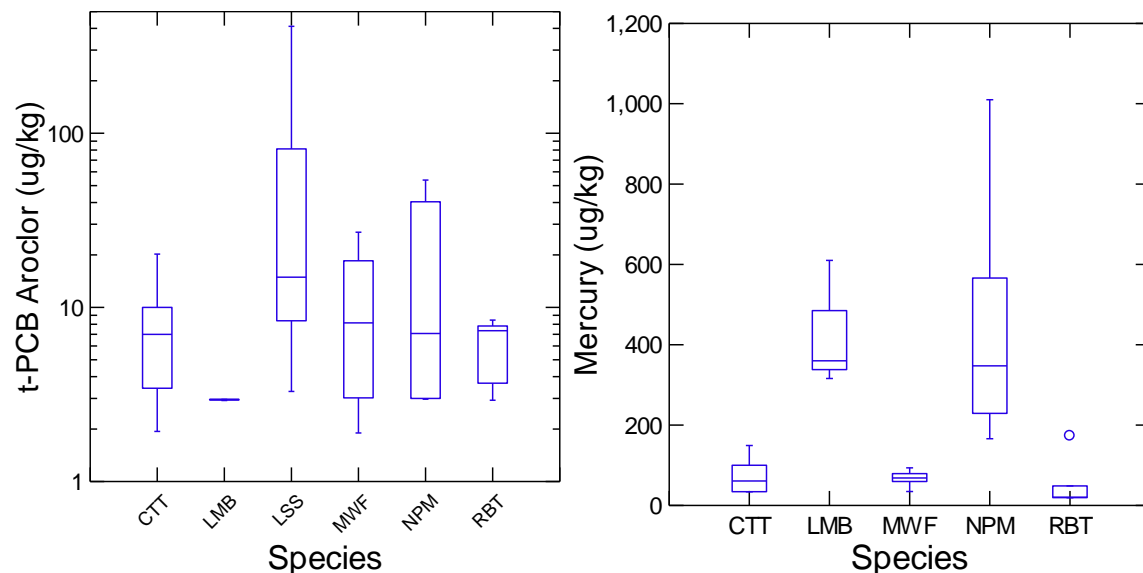 t-PCB Aroclor (ug/kg)
100
10
1
CTT
LMB
LSS
MWF
NPM
RBT
Species
Mercury (ug/kg)
1,200
1,000
800
600
400
200
0
CTT
LMB
MWF
NPM
RBT
Species